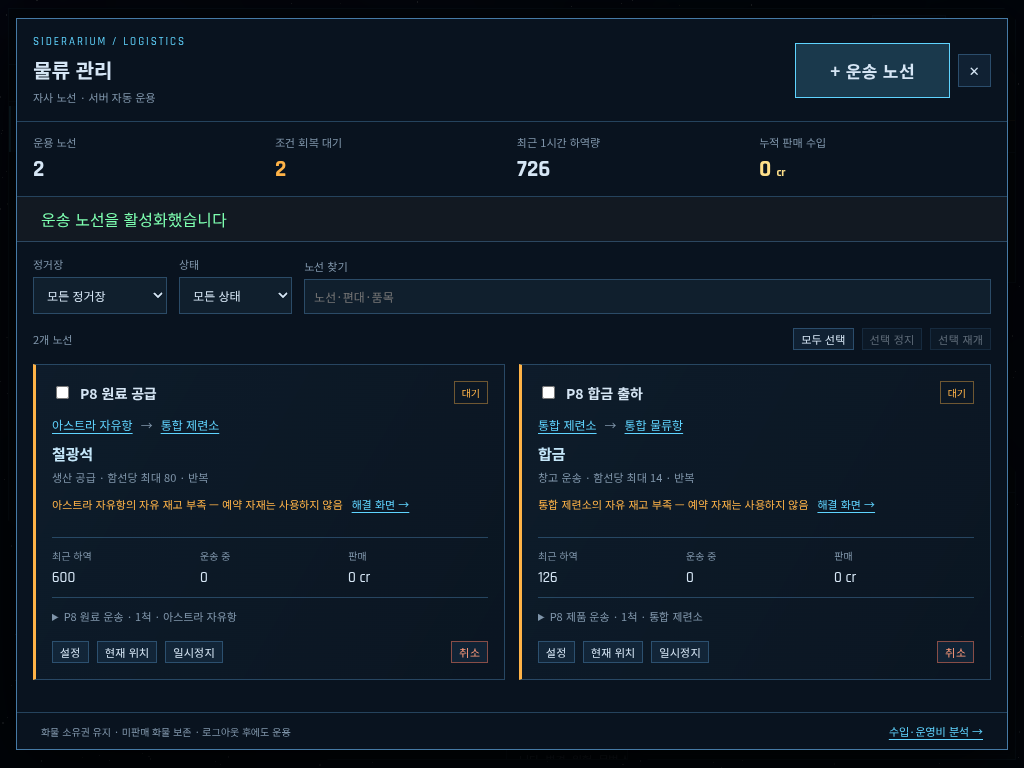 SIDERARIUM / LOGISTICS
물류 관리
자사 노선 · 서버 자동 운용
+ 운송 노선
×
운용 노선
2
조건 회복 대기
2
최근 1시간 하역량
726
누적 판매 수입
0 cr
운송 노선을 활성화했습니다
정거장
모든 정거장
상태
모든 상태
노선 찾기
노선·편대·품목
2개 노선
모두 선택
선택 정지
선택 재개
P8 원료 공급
대기
아스트라 자유항 → 통합 제련소
철광석
생산 공급 · 함선당 최대 80 · 반복
아스트라 자유항의 자유 재고 부족 — 예약 자재는 사용하지 않음 해결 화면 →
최근 하역
600
운송 중
0
판매
0 cr
▶ P8 원료 운송 · 1척 · 아스트라 자유항
설정
현재 위치
일시정지
취소
P8 합금 출하
대기
통합 제련소 → 통합 물류항
합금
창고 운송 · 함선당 최대 14 · 반복
통합 제련소의 자유 재고 부족 — 예약 자재는 사용하지 않음 해결 화면 →
최근 하역
126
운송 중
0
판매
0 cr
▶ P8 제품 운송 · 1척 · 통합 제련소
설정
현재 위치
일시정지
취소
화물 소유권 유지 · 미판매 화물 보존 · 로그아웃 후에도 운용
수입·운영비 분석 →